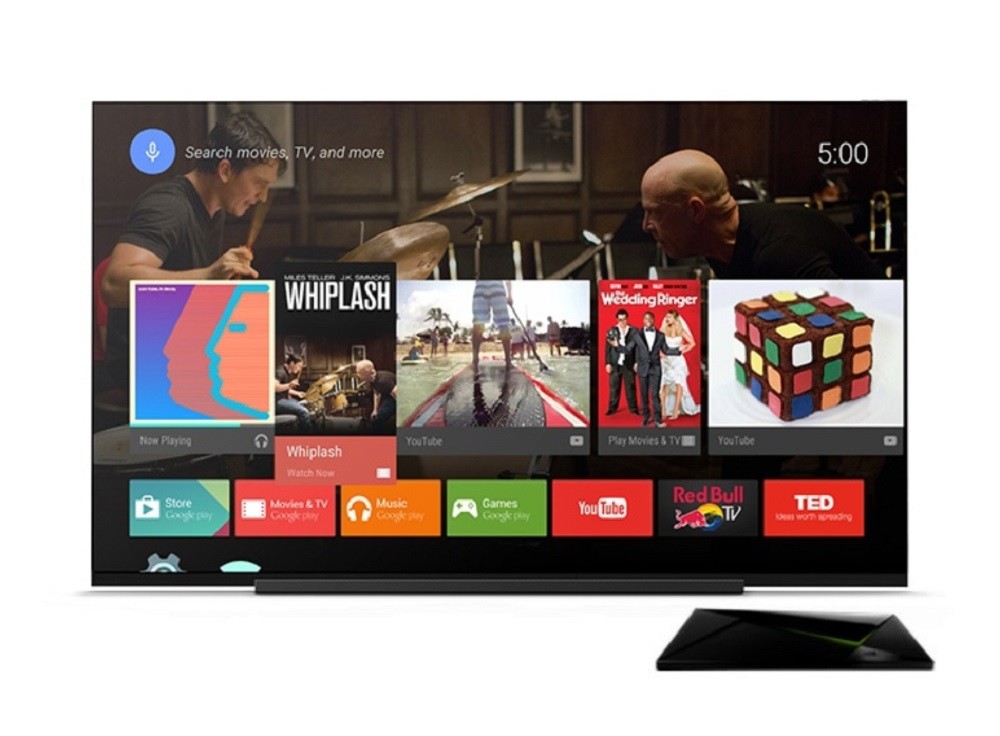 Search movies, TV, and more
5:00
MILES TELLER J.K. SIMMONS
WHIPLASH
The
Wedding Ringer
Now Playing
Whiplash
Watch Now
YouTube
Play Movies & TV
YouTube
Store
Google play
Movies & TV
Google play
Music
Google play
Games
Google play
YouTube
Red Bull
TV
TED
Ideas worth spreading